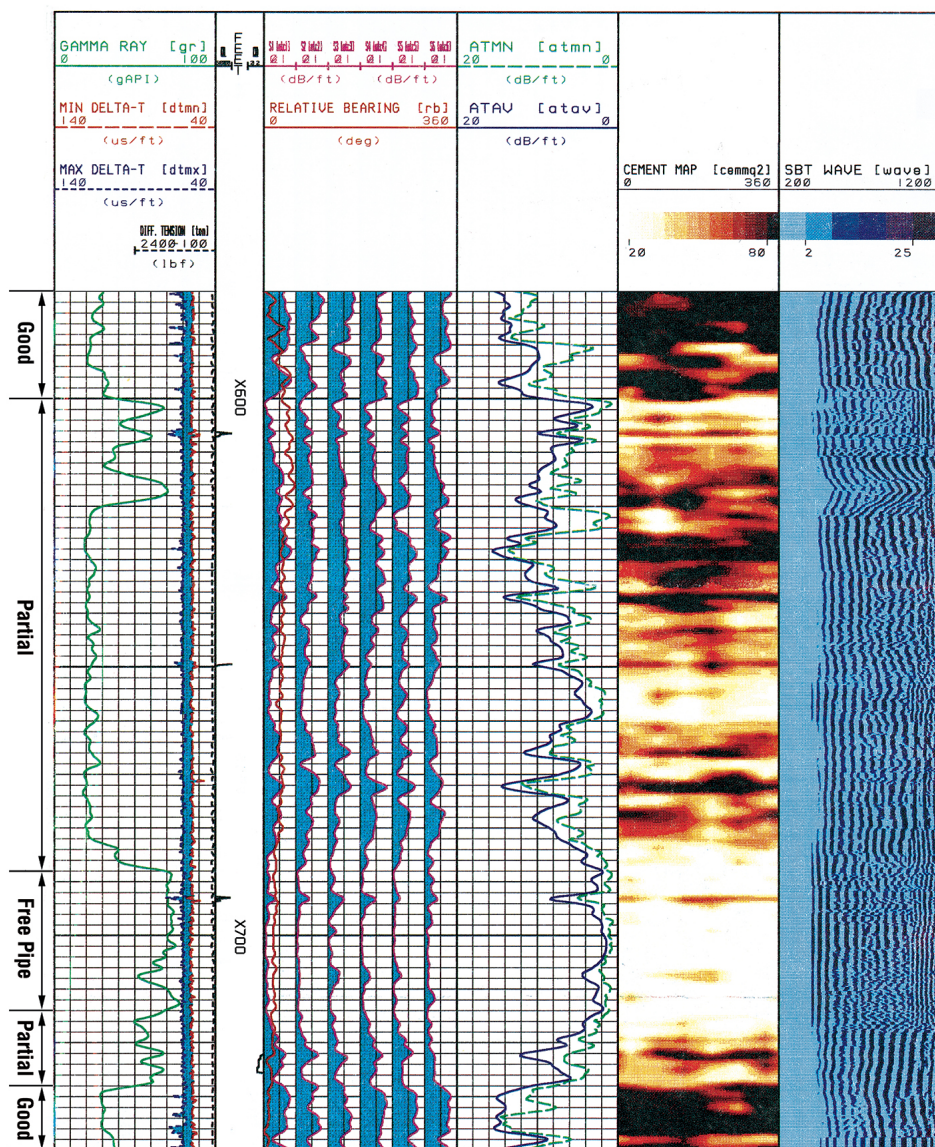 GAMMA RAY [gr]
0 100
(gAPI)
MIN DELTA-T [dtmn]
140 40
(us/ft)
MAX DELTA-T [dtmx]
140 40
(us/ft)
DIFF. TENSION [ten]
2400-100
(lbf)
FEET
(dB/ft) (dB/ft)
RELATIVE BEARING [rb]
0 360
(deg)
ATMN [atmn]
20 0
(dB/ft)
ATAV [atav]
20 0
(dB/ft)
CEMENT MAP [cemmq2]
0 360
20 80
SBT WAVE [wave]
200 1200
2 25
Good
Partial
Free Pipe
Partial
Good
X600
X700